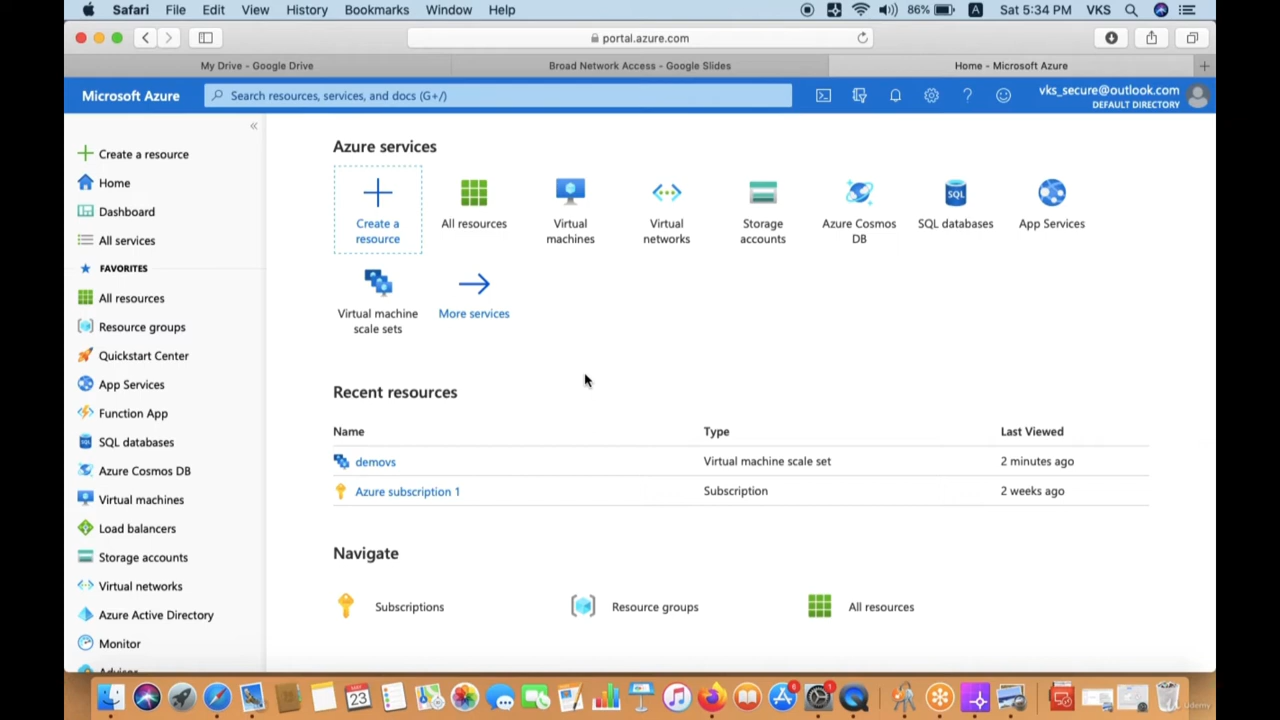 Safari File Edit View History Bookmarks Window Help 86% A Sat 5:34 PM VKS
portal.azure.com
My Drive - Google Drive Broad Network Access - Google Slides Home - Microsoft Azure
Microsoft Azure Search resources, services, and docs (G+/) vks_secure@outlook.com
DEFAULT DIRECTORY
Create a resource
Home
Dashboard
All services
FAVORITES
All resources
Resource groups
Quickstart Center
App Services
Function App
SQL databases
Azure Cosmos DB
Virtual machines
Load balancers
Storage accounts
Virtual networks
Azure Active Directory
Monitor
Advisor
Azure services
Create a
resource
All resources
Virtual
machines
Virtual
networks
Storage
accounts
Azure Cosmos
DB
SQL
SQL databases
App Services
Virtual machine
scale sets
More services
Recent resources
Name Type Last Viewed
demovs Virtual machine scale set 2 minutes ago
Azure subscription 1 Subscription 2 weeks ago
Navigate
Subscriptions Resource groups All resources
23
6
1
Udemy